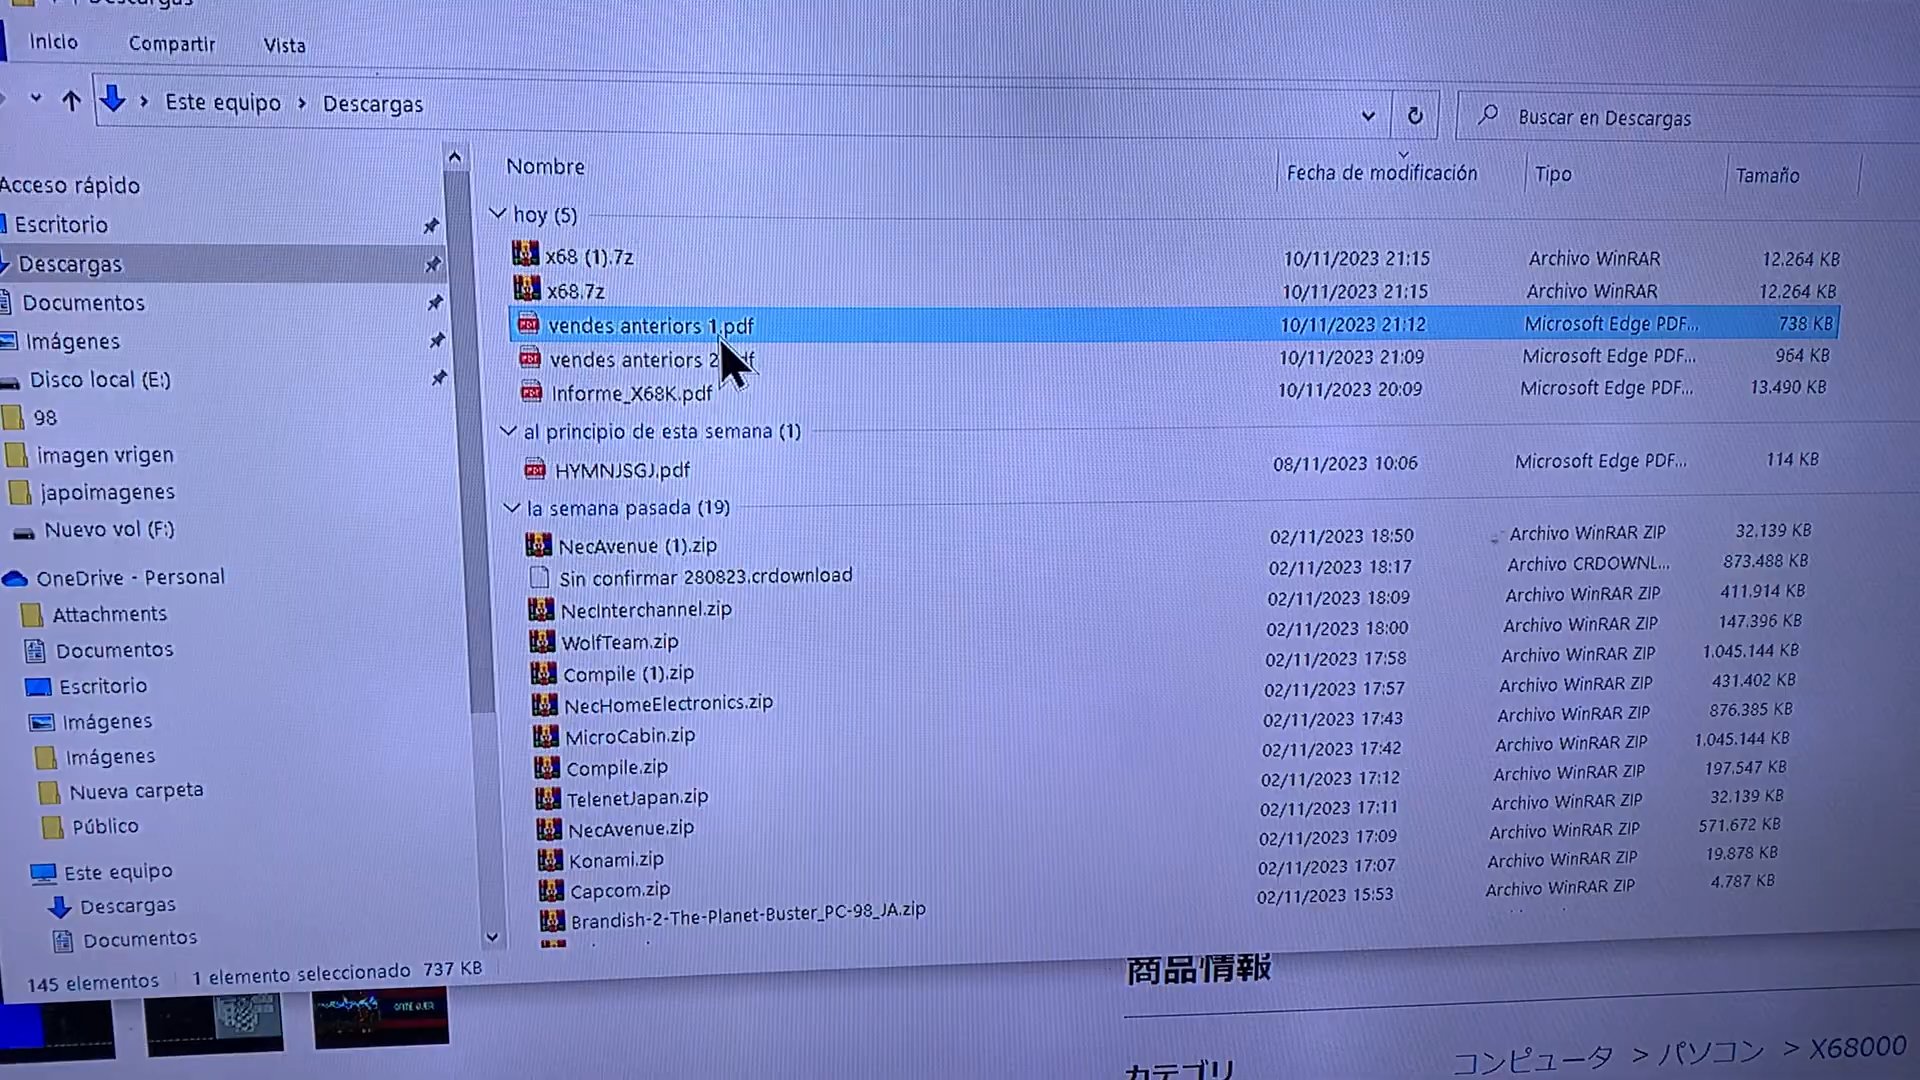 Descargas
Inicio Compartir Vista
Este equipo > Descargas
Buscar en Descargas
Nombre Fecha de modificación Tipo Tamaño
hoy (5)
x68 (1).7z 10/11/2023 21:15 Archivo WinRAR 12.264 KB
x68.7z 10/11/2023 21:15 Archivo WinRAR 12.264 KB
vendes anteriors 1.pdf 10/11/2023 21:12 Microsoft Edge PDF... 738 KB
vendes anteriors 2.pdf 10/11/2023 21:09 Microsoft Edge PDF... 964 KB
Informe_X68K.pdf 10/11/2023 20:09 Microsoft Edge PDF... 13.490 KB
al principio de esta semana (1)
HYMNJSGJ.pdf 08/11/2023 10:06 Microsoft Edge PDF... 114 KB
la semana pasada (19)
NecAvenue (1).zip 02/11/2023 18:50 Archivo WinRAR ZIP 32.139 KB
Sin confirmar 280823.crdownload 02/11/2023 18:17 Archivo CRDOWNL... 873.488 KB
NecInterchannel.zip 02/11/2023 18:09 Archivo WinRAR ZIP 411.914 KB
WolfTeam.zip 02/11/2023 18:00 Archivo WinRAR ZIP 147.396 KB
Compile (1).zip 02/11/2023 17:58 Archivo WinRAR ZIP 1.045.144 KB
NecHomeElectronics.zip 02/11/2023 17:57 Archivo WinRAR ZIP 431.402 KB
MicroCabin.zip 02/11/2023 17:43 Archivo WinRAR ZIP 876.385 KB
Compile.zip 02/11/2023 17:42 Archivo WinRAR ZIP 1.045.144 KB
TelenetJapan.zip 02/11/2023 17:12 Archivo WinRAR ZIP 197.547 KB
NecAvenue.zip 02/11/2023 17:11 Archivo WinRAR ZIP 32.139 KB
Konami.zip 02/11/2023 17:09 Archivo WinRAR ZIP 571.672 KB
Capcom.zip 02/11/2023 17:07 Archivo WinRAR ZIP 19.878 KB
Brandish-2-The-Planet-Buster_PC-98_JA.zip 02/11/2023 15:53 Archivo WinRAR ZIP 4.787 KB
Acceso rápido
Escritorio
Descargas
Documentos
Imágenes
Disco local (E:)
98
imagen vrigen
japoimagenes
Nuevo vol (F:)
OneDrive - Personal
Attachments
Documentos
Escritorio
Imágenes
Imágenes
Nueva carpeta
Público
Este equipo
Descargas
Documentos
145 elementos 1 elemento seleccionado 737 KB
商品情報
カテゴリ コンピュータ > パソコン > X68000